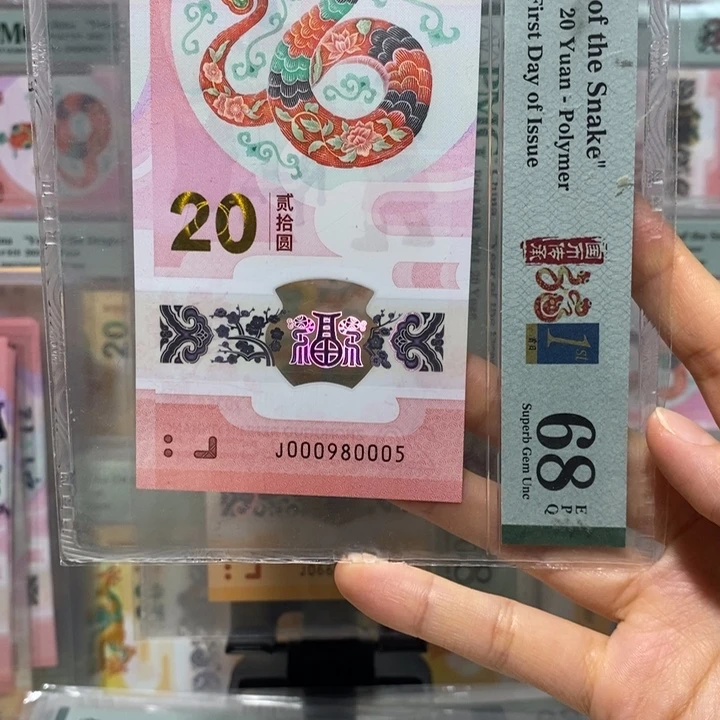 20
贰拾圆
福
J000980005
of the Snake"
20 Yuan - Polymer
First Day of Issue
1st
68
EPQ
Superb Gem Unc
20